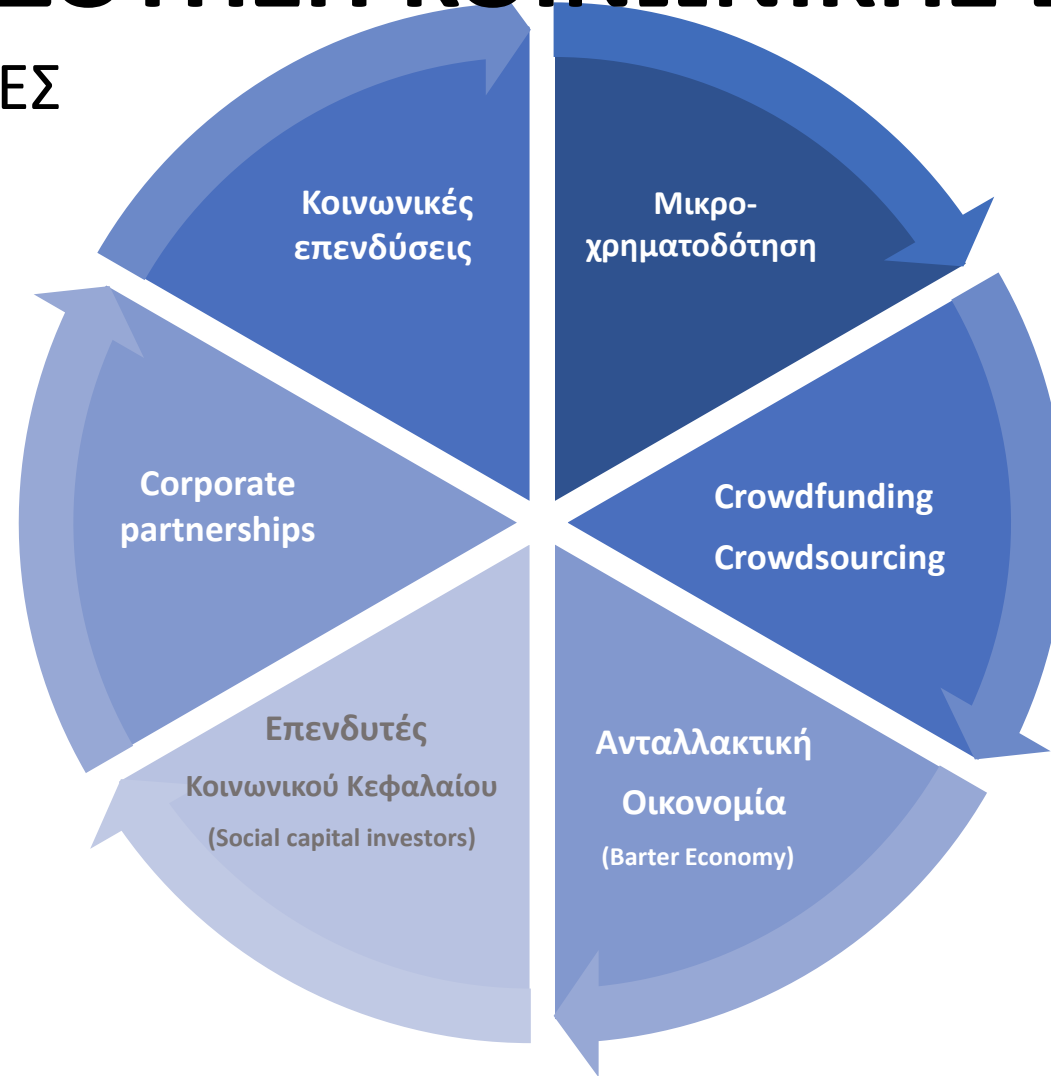 ΚΟΙΝΩΝΙΚΗΣ
ΕΣ
Κοινωνικές
επενδύσεις
Μικρο-
χρηματοδότηση
Corporate
partnerships
Crowdfunding
Crowdsourcing
Επενδυτές
Κοινωνικού Κεφαλαίου
(Social capital investors)
Ανταλλακτική
Οικονομία
(Barter Economy)